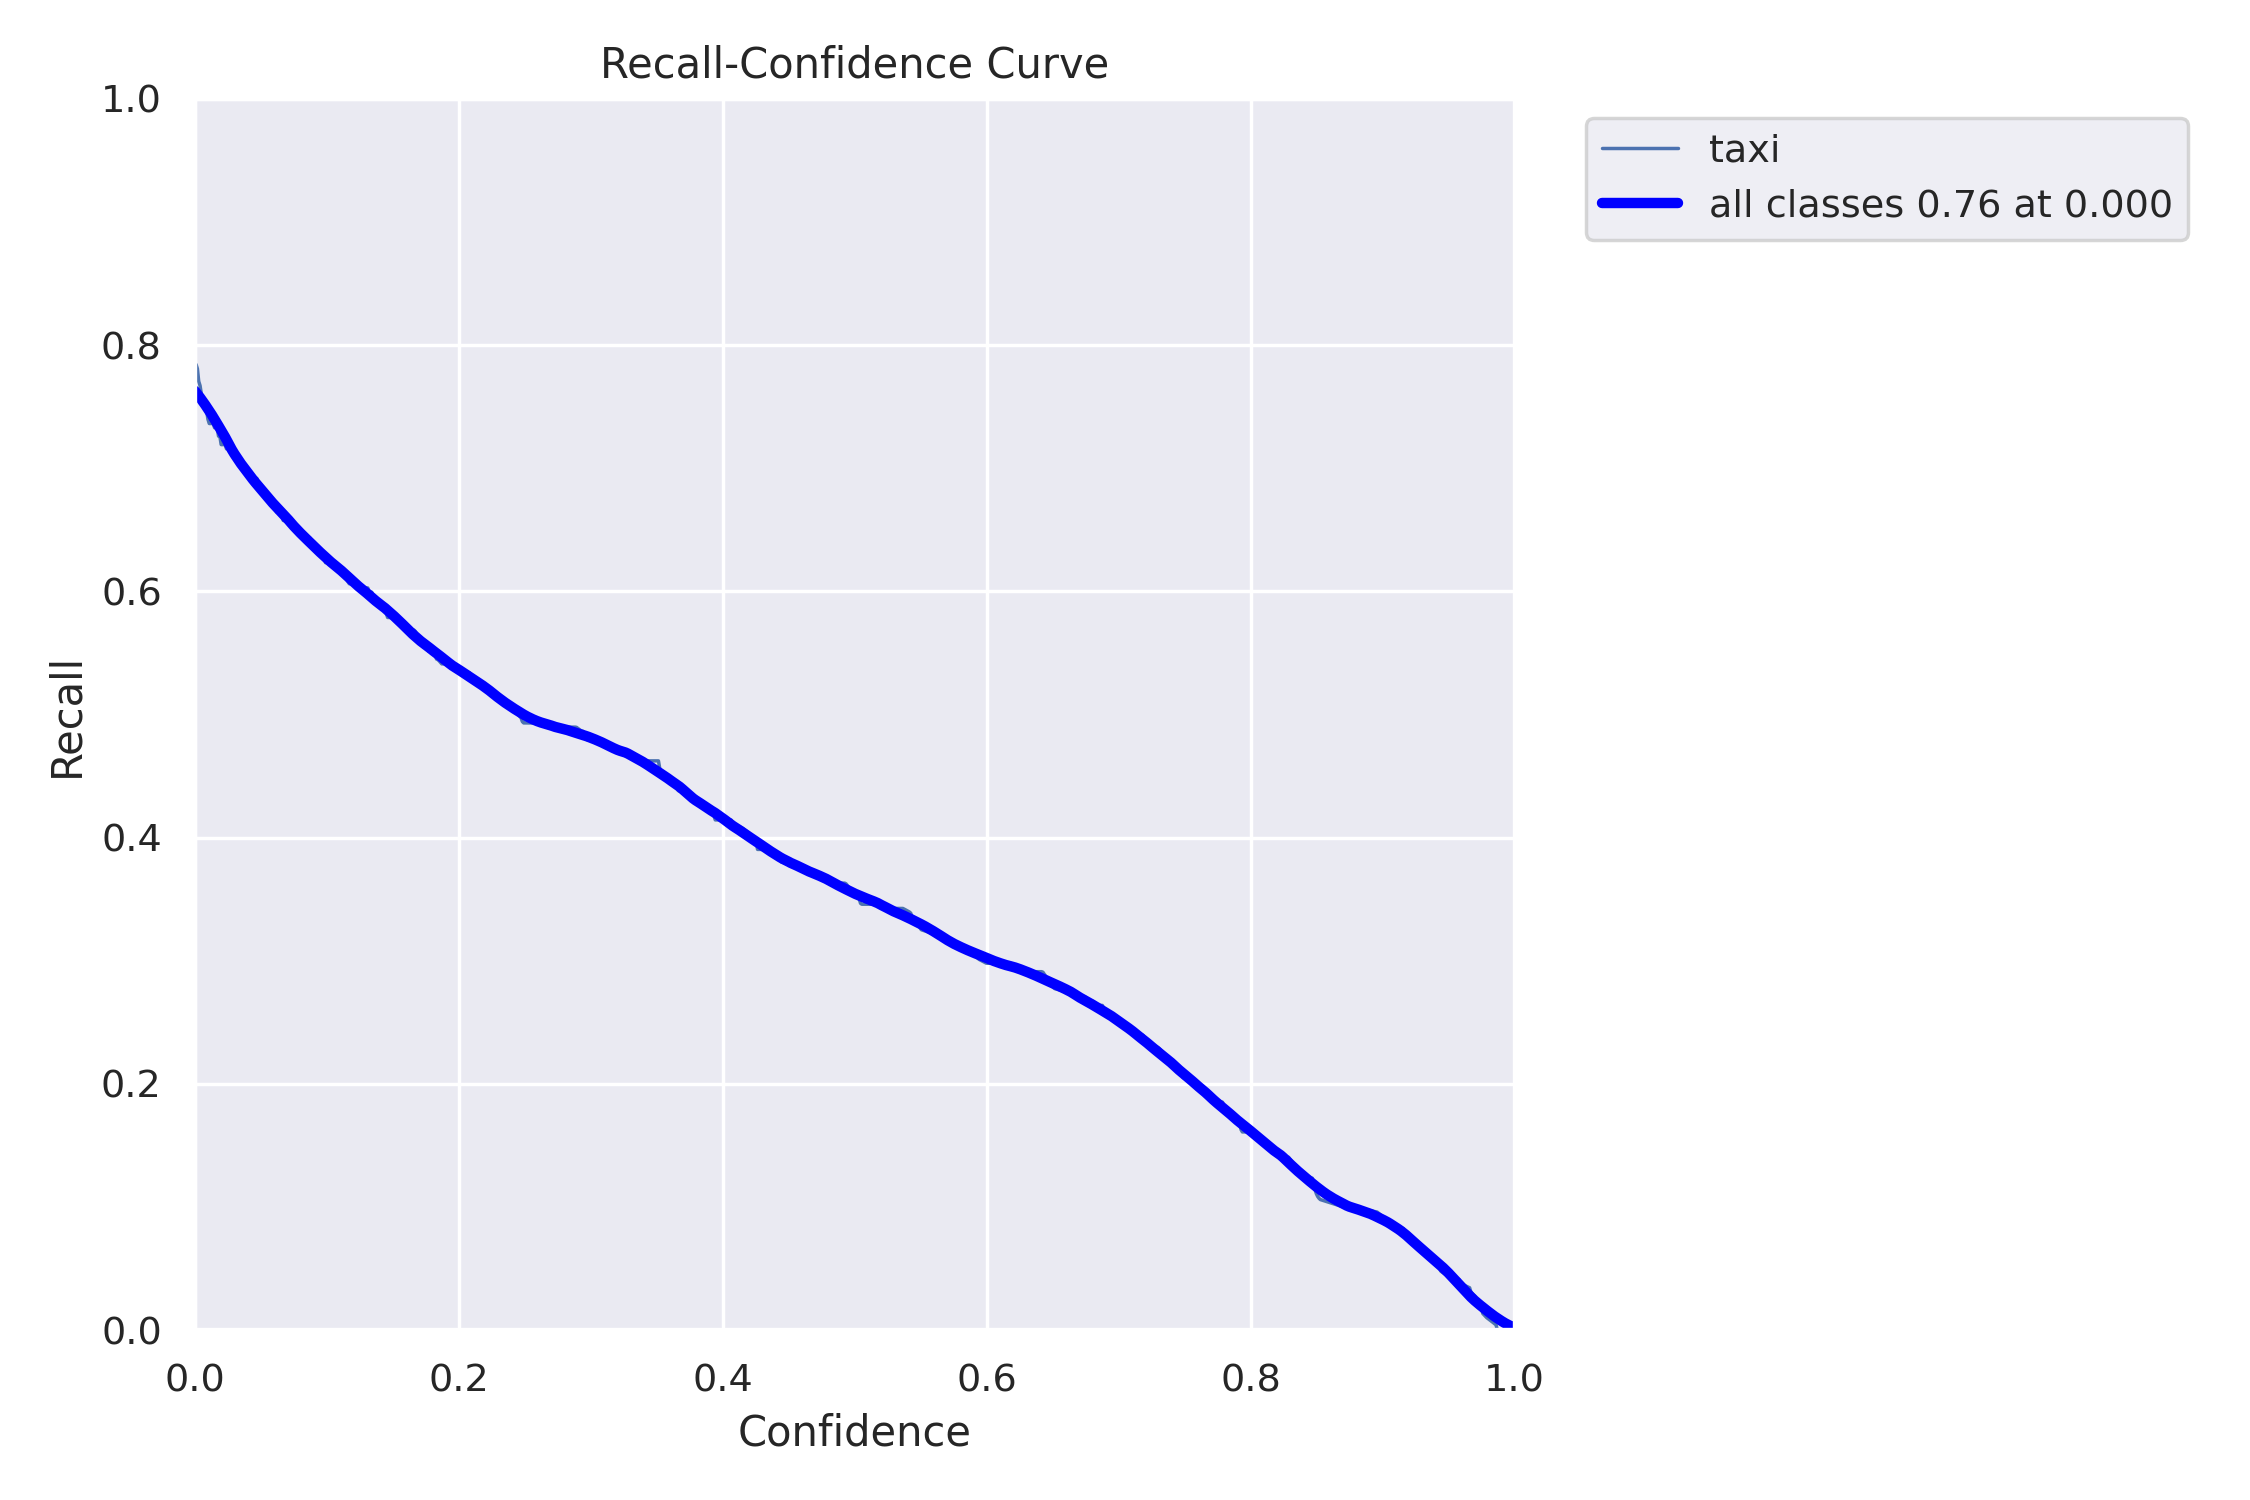 Recall-Confidence Curve
1.0
0.8
0.6
0.4
0.2
0.0
Recall
0.0 0.2 0.4 0.6 0.8 1.0
Confidence
taxi
all classes 0.76 at 0.000